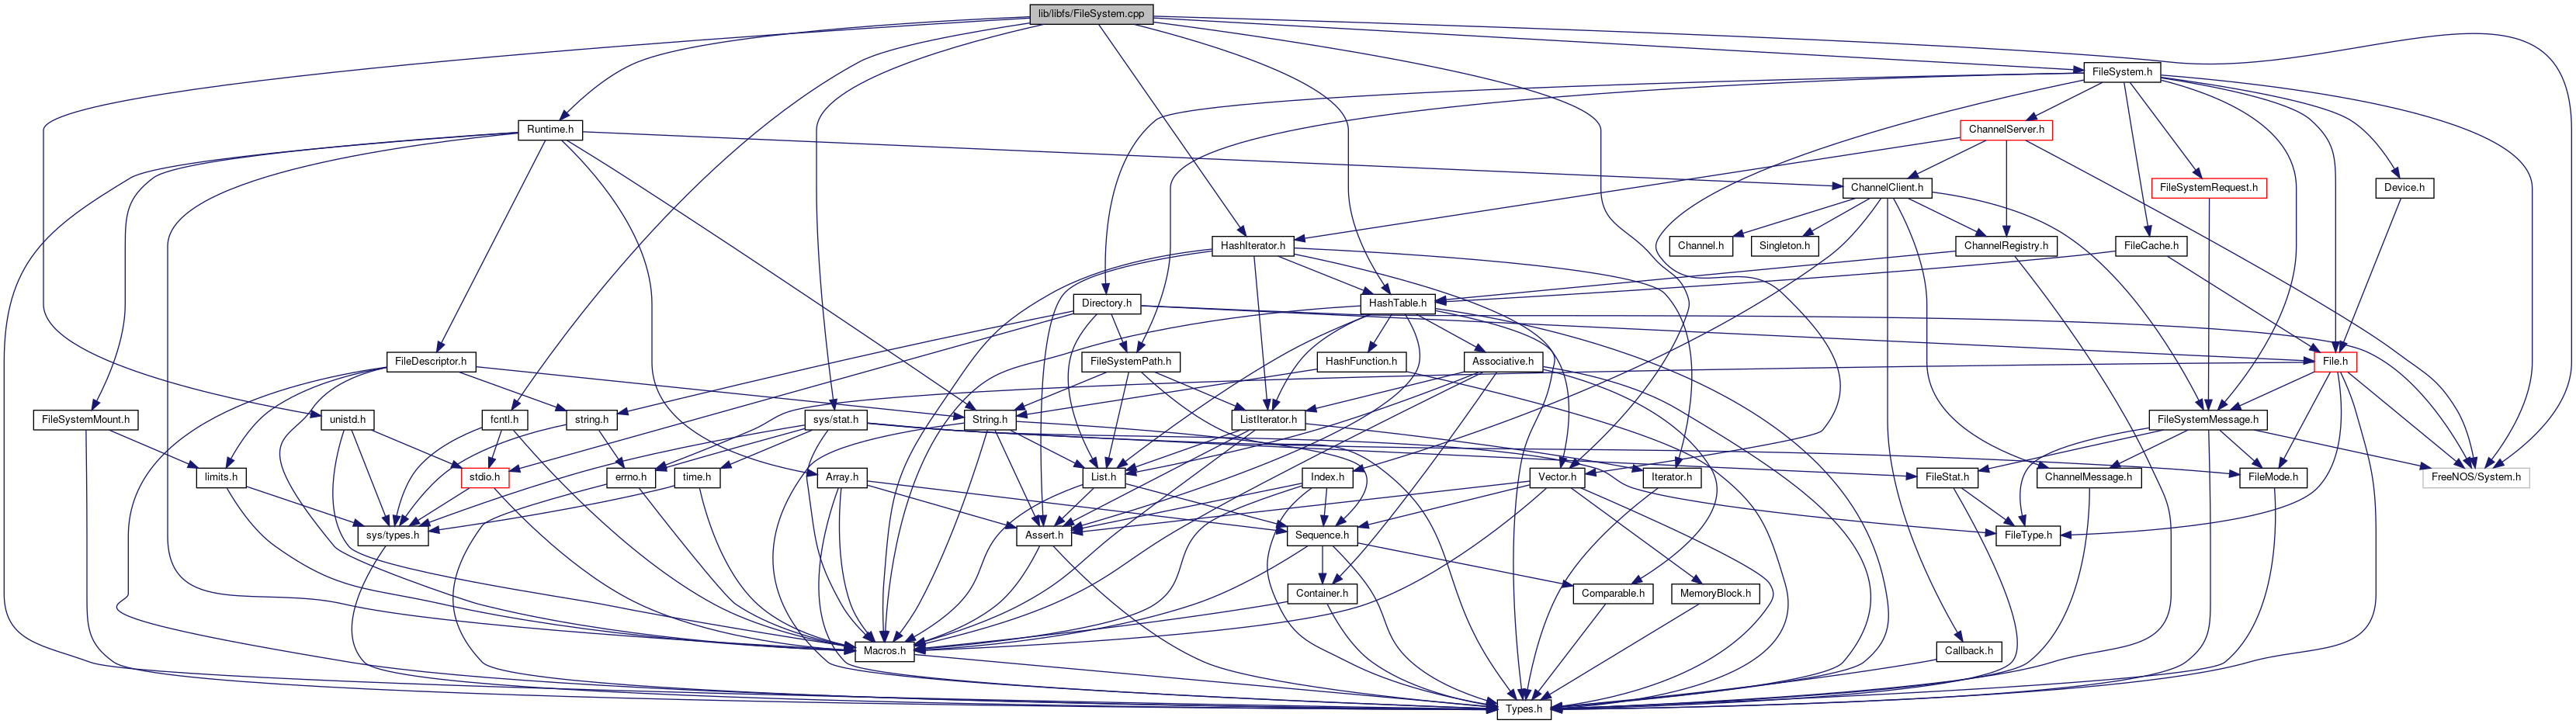 lib/libfs/FileSystem.cpp
FileSystem.h
Runtime.h
ChannelServer.h
ChannelClient.h
FileSystemRequest.h
Device.h
HashIterator.h
Channel.h
Singleton.h
ChannelRegistry.h
FileCache.h
Directory.h
HashTable.h
FileDescriptor.h
FileSystemPath.h
HashFunction.h
Associative.h
File.h
FileSystemMount.h
unistd.h
fcntl.h
string.h
sys/stat.h
String.h
ListIterator.h
FileSystemMessage.h
limits.h
stdio.h
errno.h
time.h
Array.h
List.h
Index.h
Vector.h
Iterator.h
FileStat.h
ChannelMessage.h
FileMode.h
FreeNOS/System.h
sys/types.h
Assert.h
Sequence.h
FileType.h
Container.h
Comparable.h
MemoryBlock.h
Macros.h
Callback.h
Types.h